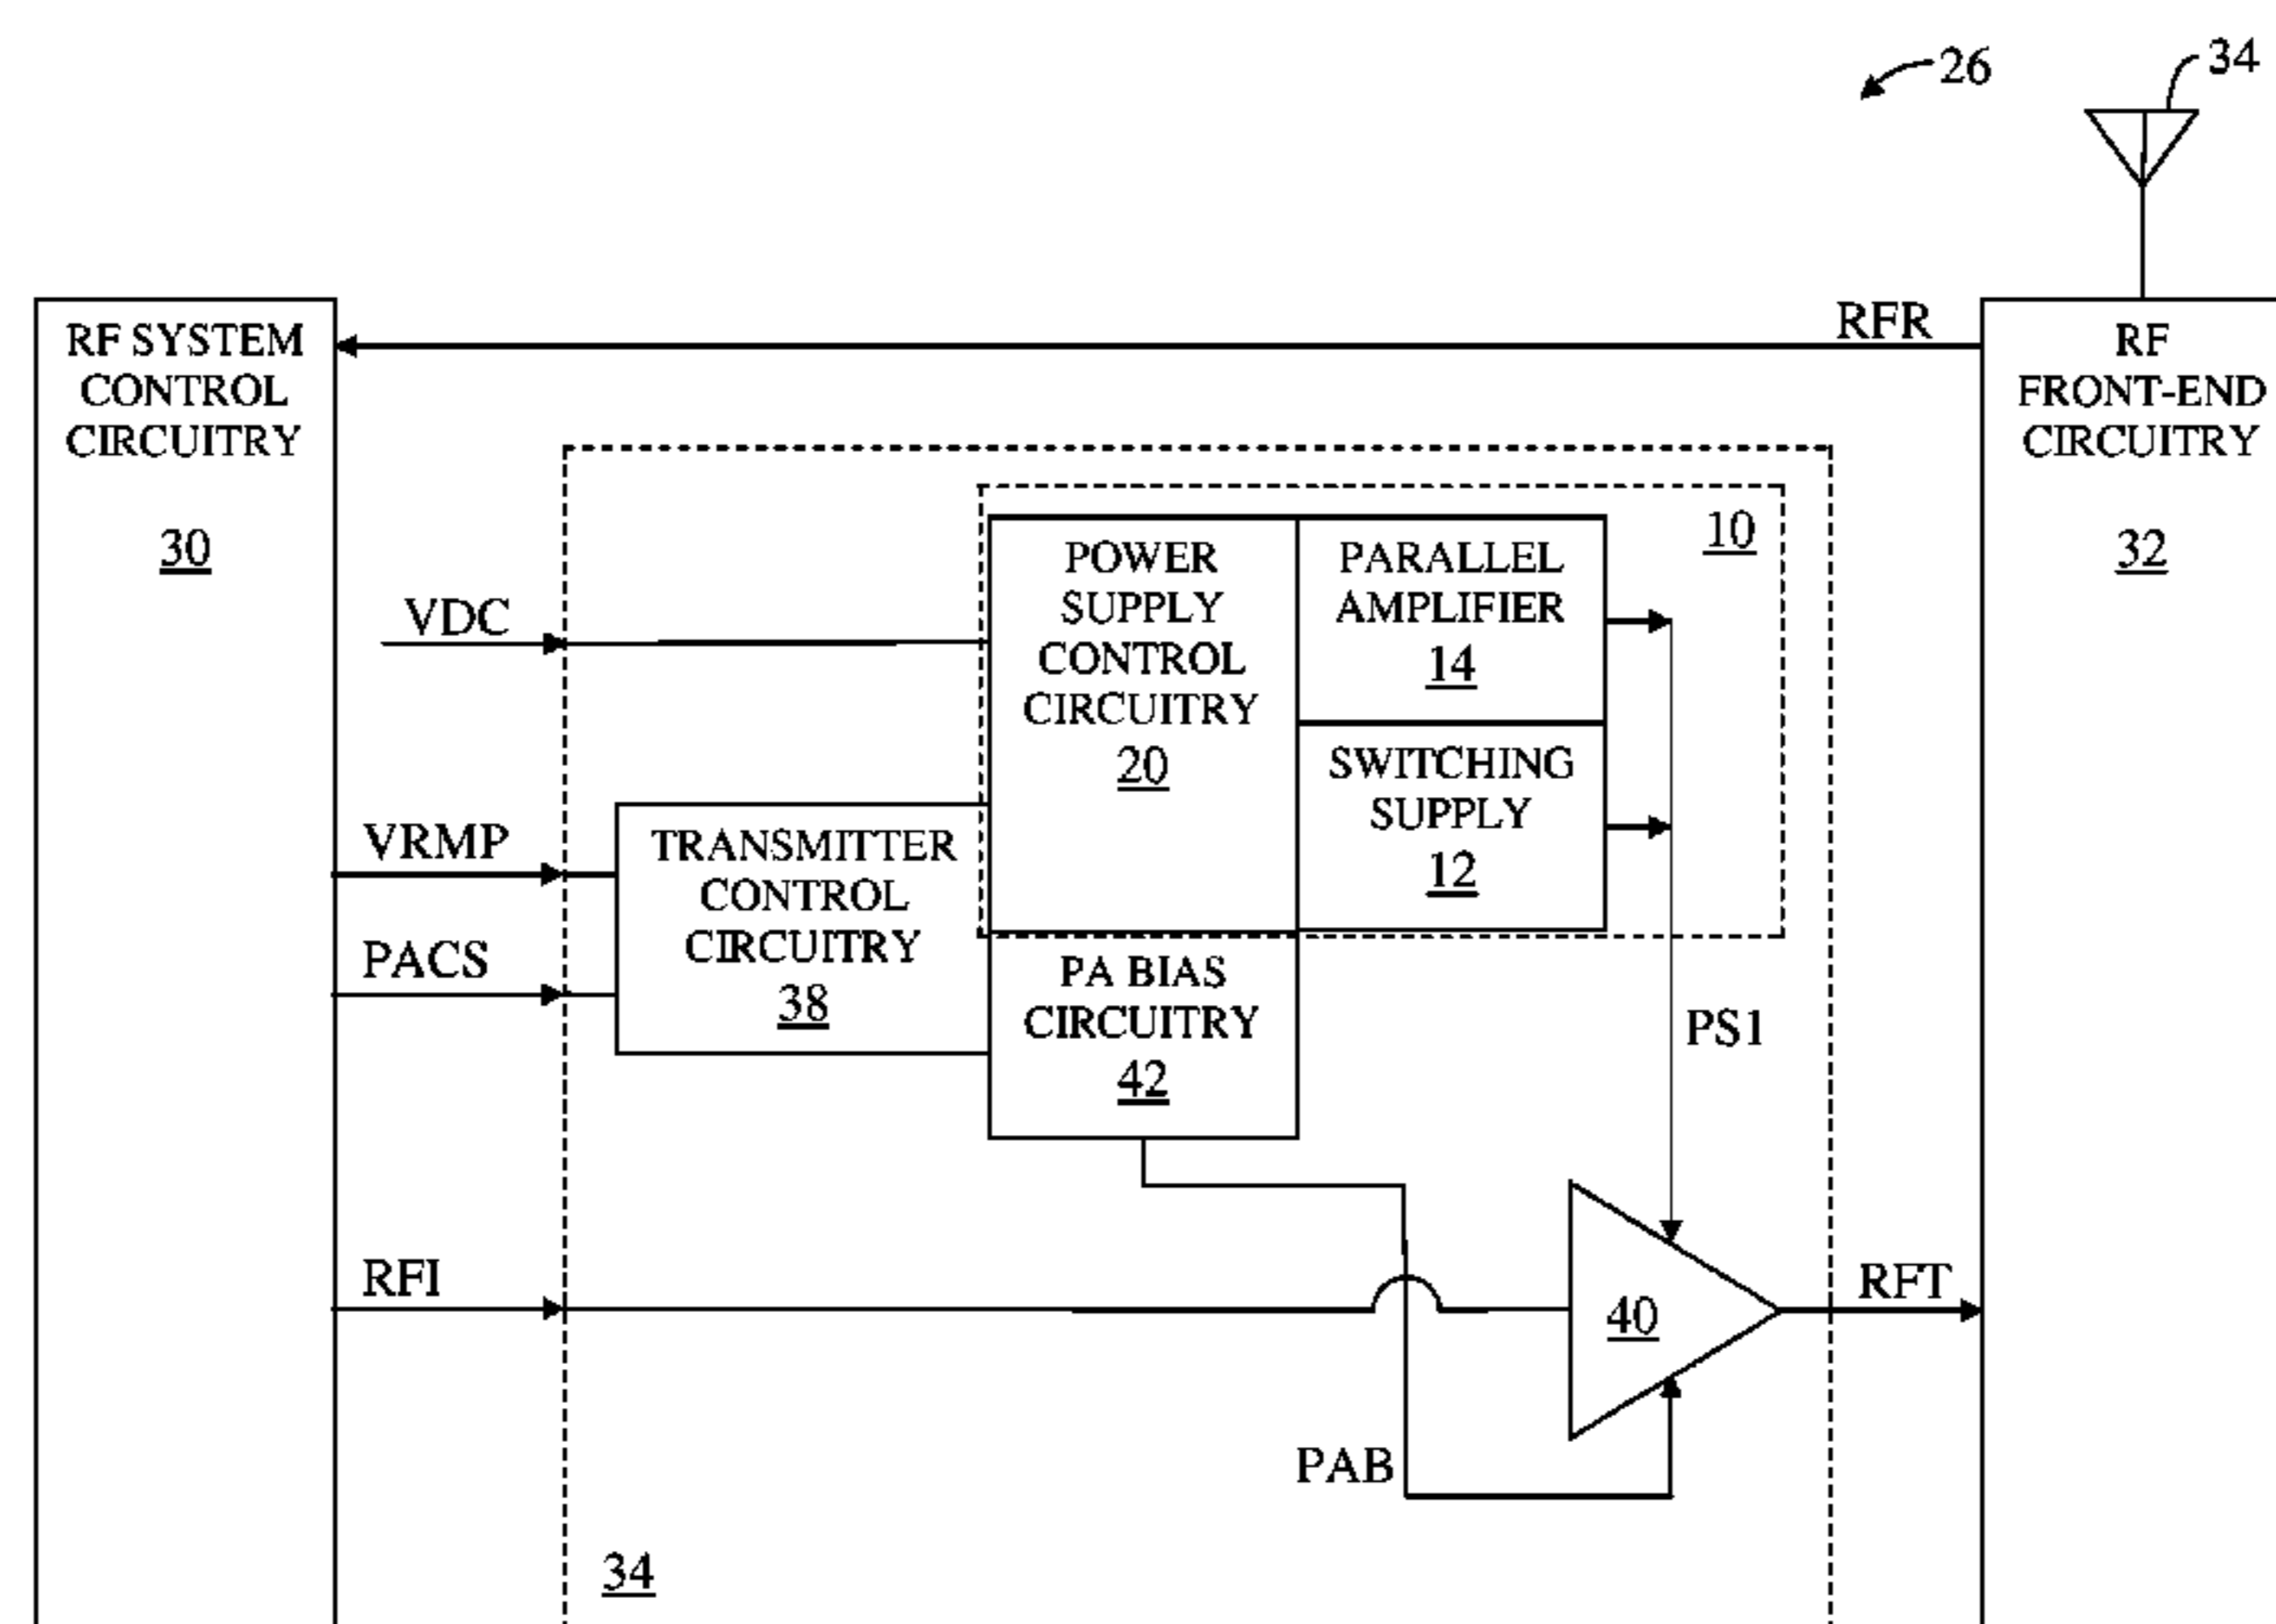 26
34
RFR
RF SYSTEM
CONTROL
CIRCUITRY
30
RF
FRONT-END
CIRCUITRY
32
10
VDC
POWER
SUPPLY
CONTROL
CIRCUITRY
20
PARALLEL
AMPLIFIER
14
SWITCHING
SUPPLY
12
VRMP
PACS
TRANSMITTER
CONTROL
CIRCUITRY
38
PA BIAS
CIRCUITRY
42
PS1
RFI
40
RFT
PAB
34